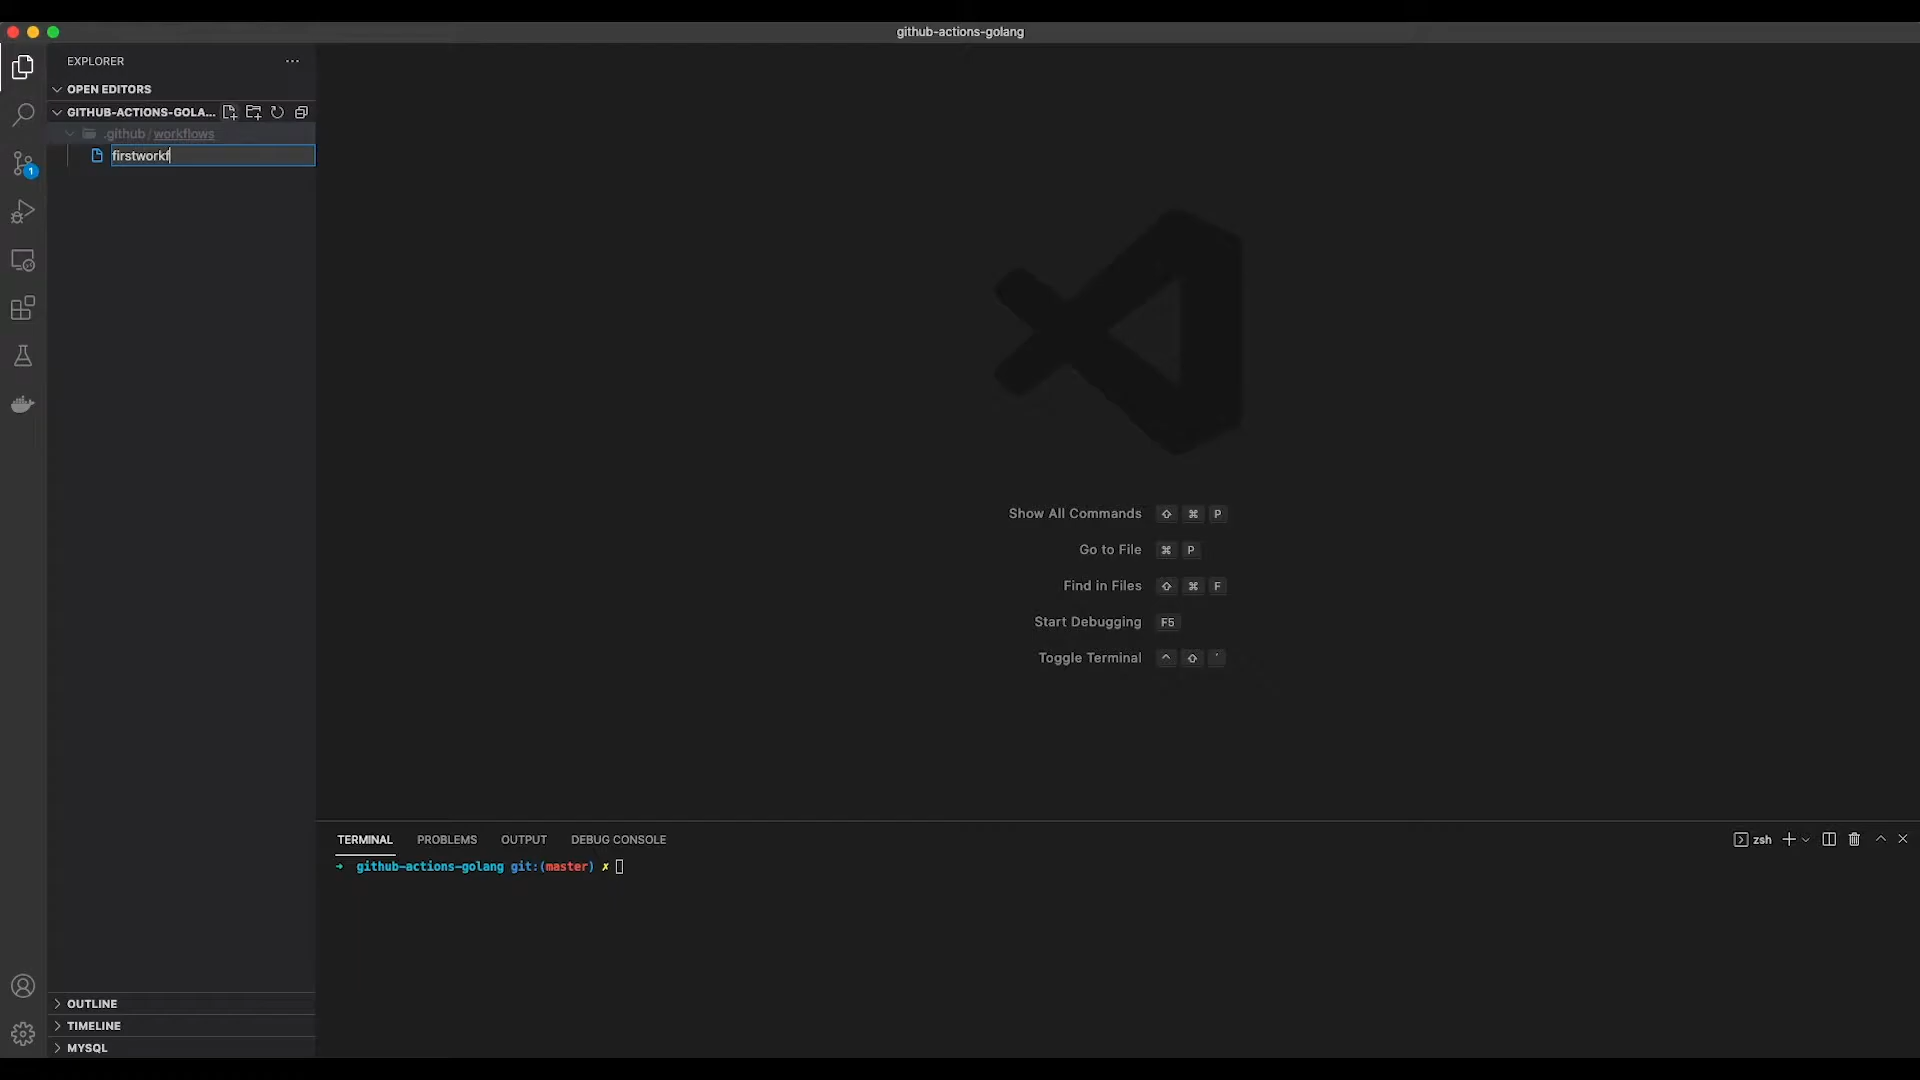 github-actions-golang
EXPLORER
OPEN EDITORS
GITHUB-ACTIONS-GOLA...
.github/workflows
firstworkf
1
Show All Commands ⇧ ⌘ P
Go to File ⌘ P
Find in Files ⇧ ⌘ F
Start Debugging F5
Toggle Terminal ^ ⇧ `
TERMINAL PROBLEMS OUTPUT DEBUG CONSOLE
zsh
→ github-actions-golang git:(master) ✗
OUTLINE
TIMELINE
MYSQL